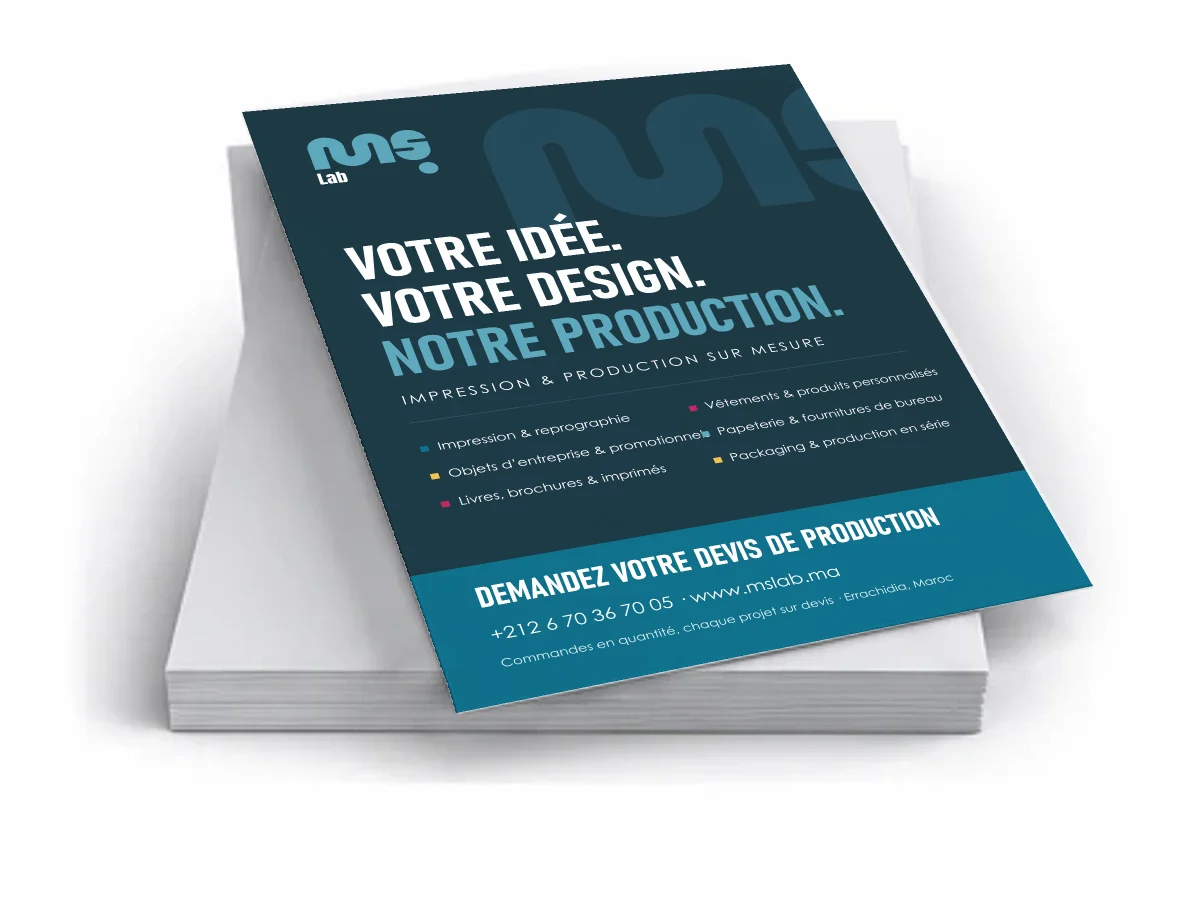 ms
Lab
ms
VOTRE IDÉE.
VOTRE DESIGN.
NOTRE PRODUCTION.
IMPRESSION & PRODUCTION SUR MESURE
Impression & reprographie
Objets d'entreprise & promotionnel
Livres, brochures & imprimés
Vêtements & produits personnalisés
Papeterie & fournitures de bureau
Packaging & production en série
DEMANDEZ VOTRE DEVIS DE PRODUCTION
+212 6 70 36 70 05 · www.mslab.ma
Commandes en quantité, chaque projet sur devis · Errachidia, Maroc